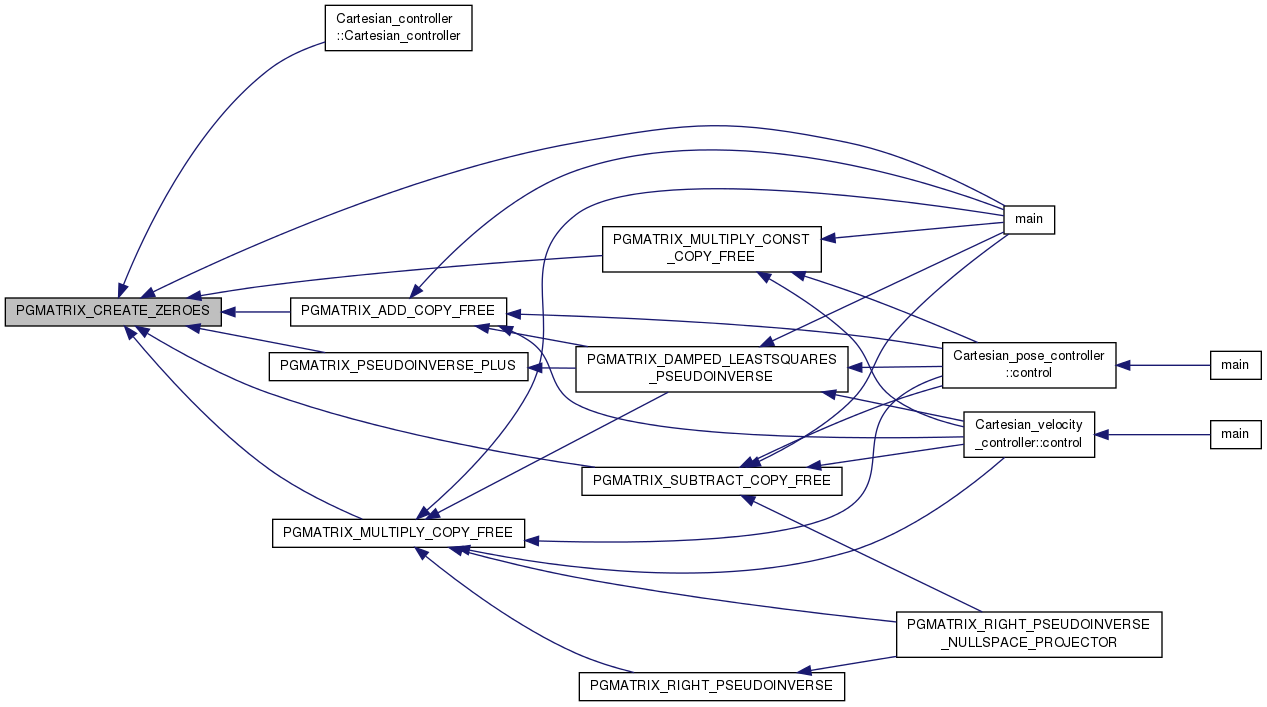 Cartesian_controller
::Cartesian_controller
main
PGMATRIX_MULTIPLY_CONST
_COPY_FREE
PGMATRIX_CREATE_ZEROES
PGMATRIX_ADD_COPY_FREE
PGMATRIX_PSEUDOINVERSE_PLUS
PGMATRIX_DAMPED_LEASTSQUARES
_PSEUDOINVERSE
Cartesian_pose_controller
::control
main
Cartesian_velocity
_controller::control
main
PGMATRIX_SUBTRACT_COPY_FREE
PGMATRIX_MULTIPLY_COPY_FREE
PGMATRIX_RIGHT_PSEUDOINVERSE
_NULLSPACE_PROJECTOR
PGMATRIX_RIGHT_PSEUDOINVERSE